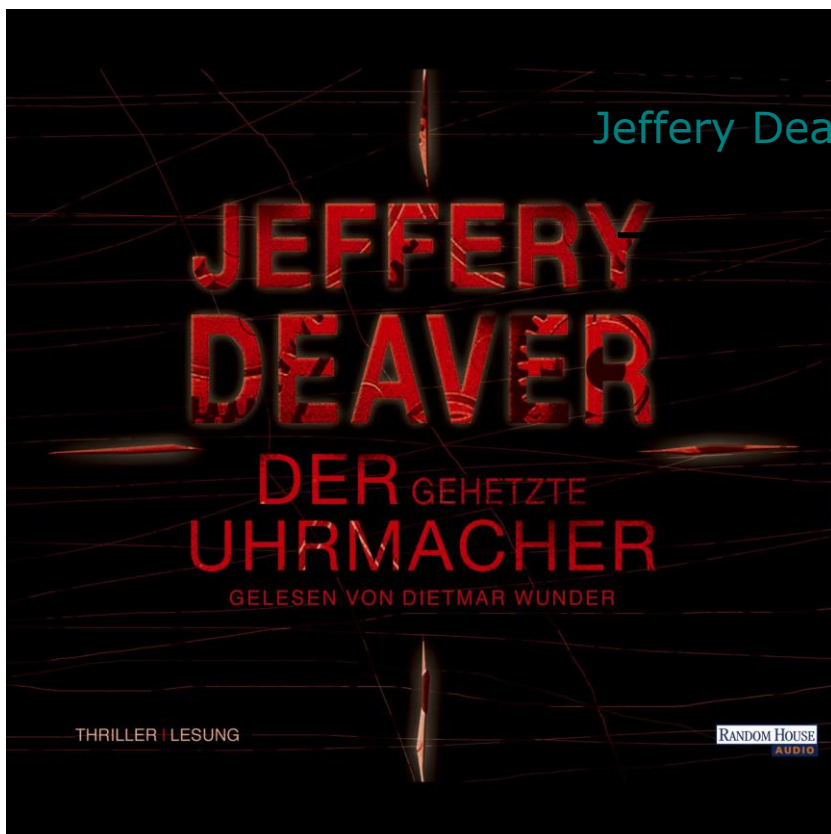 Jeffery Dea
JEFFERY
DEAVER
DER GEHETZTE
UHRMACHER
GELESEN VON DIETMAR WUNDER
THRILLER | LESUNG
RANDOM HOUSE
AUDIO